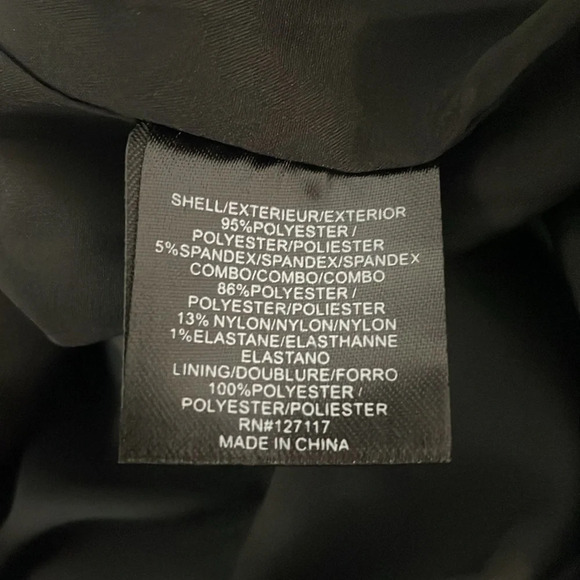 SHELL/EXTERIEUR/EXTERIOR
95%POLYESTER/
POLYESTER/POLIESTER
5%SPANDEX/SPANDEX/SPANDEX
COMBO/COMBO/COMBO
86%POLYESTER/
POLYESTER/POLIESTER
13% NYLON/NYLON/NYLON
1%ELASTANE/ELASTHANNE
ELASTANO
LINING/DOUBLURE/FORRO
100%POLYESTER/
POLYESTER/POLIESTER
RN#127117
MADE IN CHINA